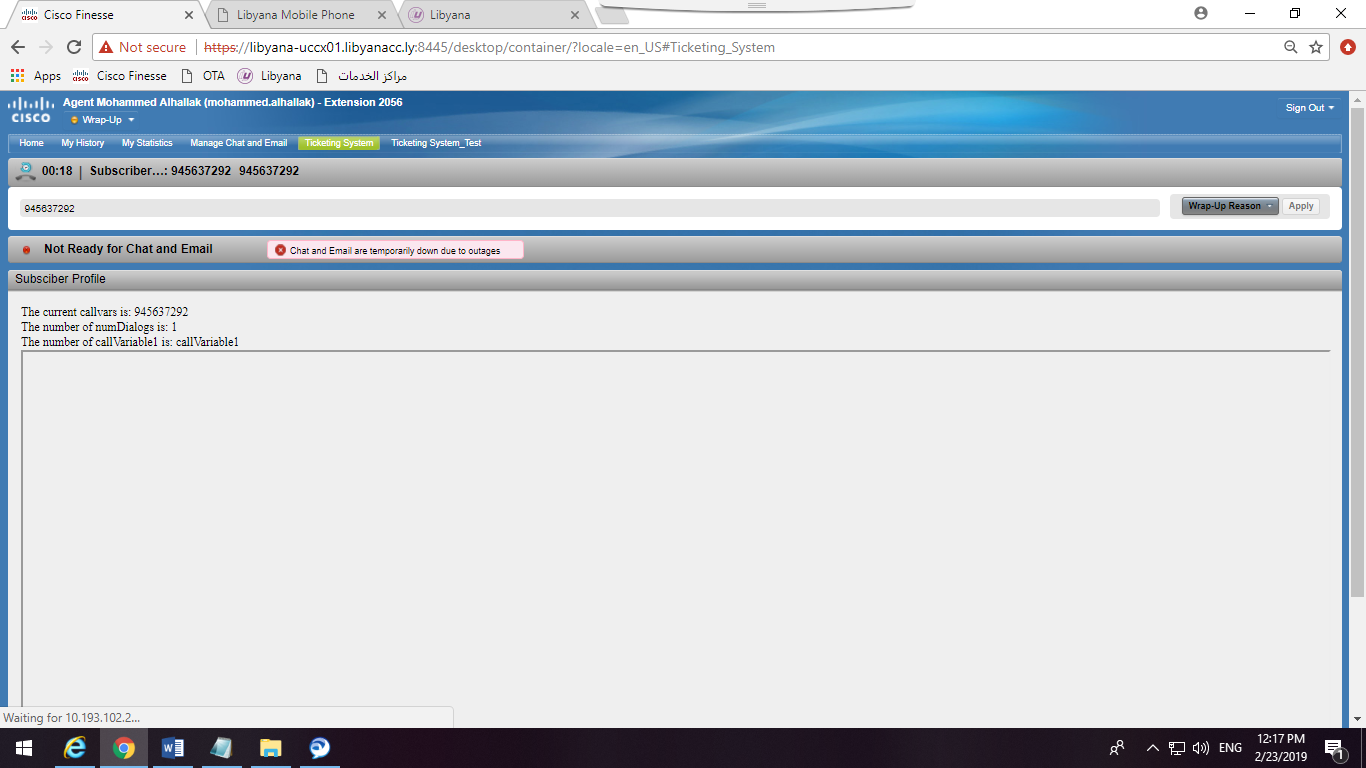 Cisco Finesse
Libyana Mobile Phone
Libyana
Not secure
https://libyana-uccx01.libyanacc.ly:8445/desktop/container/?locale=en_US#Ticketing_System
Apps
Cisco Finesse
OTA
Libyana
مراكز الخدمات
CISCO
Agent Mohammed Alhallak (mohammed.alhallak) - Extension 2056
Wrap-Up
Sign Out
Home My History My Statistics Manage Chat and Email Ticketing System Ticketing System_Test
00:18 | Subscriber...: 945637292 945637292
945637292
Wrap-Up Reason
Apply
Not Ready for Chat and Email
Chat and Email are temporarily down due to outages
Subsciber Profile
The current callvars is: 945637292
The number of numDialogs is: 1
The number of callVariable1 is: callVariable1
Waiting for 10.193.102.2...
ENG
12:17 PM
2/23/2019
1